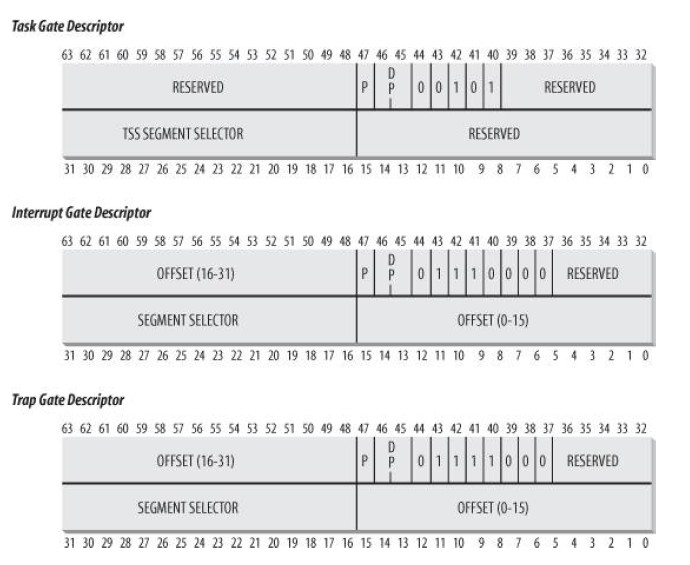 Task Gate Descriptor
63 62 61 60 59 58 57 56 55 54 53 52 51 50 49 48 47 46 45 44 43 42 41 40 39 38 37 36 35 34 33 32
RESERVED P DPL 0 0 1 0 1 RESERVED
TSS SEGMENT SELECTOR RESERVED
31 30 29 28 27 26 25 24 23 22 21 20 19 18 17 16 15 14 13 12 11 10 9 8 7 6 5 4 3 2 1 0
Interrupt Gate Descriptor
63 62 61 60 59 58 57 56 55 54 53 52 51 50 49 48 47 46 45 44 43 42 41 40 39 38 37 36 35 34 33 32
OFFSET (16-31) P DPL 0 1 1 1 0 0 0 0 RESERVED
SEGMENT SELECTOR OFFSET (0-15)
31 30 29 28 27 26 25 24 23 22 21 20 19 18 17 16 15 14 13 12 11 10 9 8 7 6 5 4 3 2 1 0
Trap Gate Descriptor
63 62 61 60 59 58 57 56 55 54 53 52 51 50 49 48 47 46 45 44 43 42 41 40 39 38 37 36 35 34 33 32
OFFSET (16-31) P DPL 0 1 1 1 1 0 0 0 RESERVED
SEGMENT SELECTOR OFFSET (0-15)
31 30 29 28 27 26 25 24 23 22 21 20 19 18 17 16 15 14 13 12 11 10 9 8 7 6 5 4 3 2 1 0